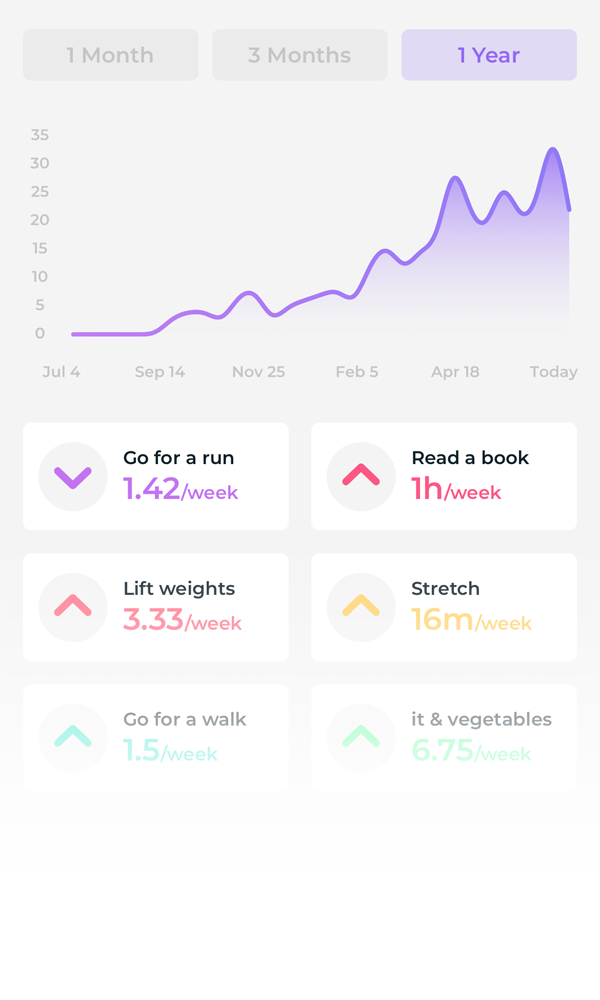 1 Month 3 Months 1 Year
35
30
25
20
15
10
5
0
Jul 4 Sep 14 Nov 25 Feb 5 Apr 18 Today
Go for a run
1.42/week
Read a book
1h/week
Lift weights
3.33/week
Stretch
16m/week
Go for a walk
1.5/week
it & vegetables
6.75/week